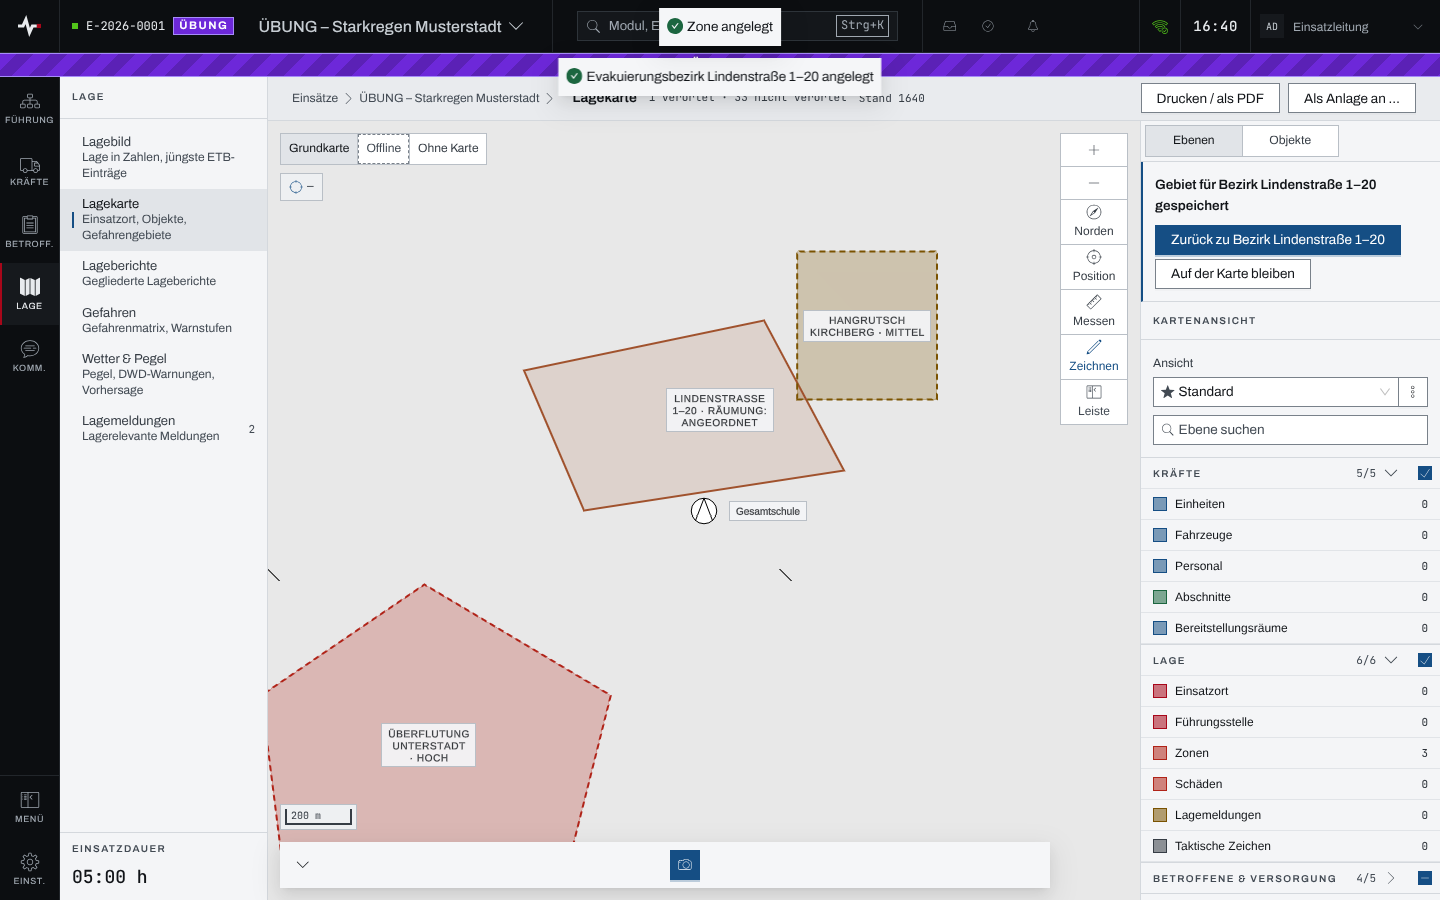 E-2026-0001 ÜBUNG
ÜBUNG – Starkregen Musterstadt
Modul, E
Strg+K
Zone angelegt
16:40
AD Einsatzleitung
Evakuierungsbezirk Lindenstraße 1–20 angelegt
FÜHRUNG
KRÄFTE
BETROFF.
LAGE
KOMM.
MENÜ
EINST.
LAGE
Lagebild
Lage in Zahlen, jüngste ETB-
Einträge
Lagekarte
Einsatzort, Objekte,
Gefahrengebiete
Lageberichte
Gegliederte Lageberichte
Gefahren
Gefahrenmatrix, Warnstufen
Wetter & Pegel
Pegel, DWD-Warnungen,
Vorhersage
Lagemeldungen
Lagerelevante Meldungen 2
EINSATZDAUER
05:00 h
Einsätze
ÜBUNG – Starkregen Musterstadt
Lagekarte
1 verortet · 33 nicht verortet Stand 1640
Drucken / als PDF
Als Anlage an ...
Grundkarte Offline Ohne Karte
–
HANGRUTSCH
KIRCHBERG · MITTEL
LINDENSTRASSE
1–20 · RÄUMUNG:
ANGEORDNET
Gesamtschule
ÜBERFLUTUNG
UNTERSTADT
· HOCH
200 m
Norden
Position
Messen
Zeichnen
Leiste
Ebenen Objekte
Gebiet für Bezirk Lindenstraße 1–20
gespeichert
Zurück zu Bezirk Lindenstraße 1–20
Auf der Karte bleiben
KARTENANSICHT
Ansicht
Standard
Ebene suchen
KRÄFTE 5/5
Einheiten 0
Fahrzeuge 0
Personal 0
Abschnitte 0
Bereitstellungsräume 0
LAGE 6/6
Einsatzort 0
Führungsstelle 0
Zonen 3
Schäden 0
Lagemeldungen 0
Taktische Zeichen 0
BETROFFENE & VERSORGUNG 4/5